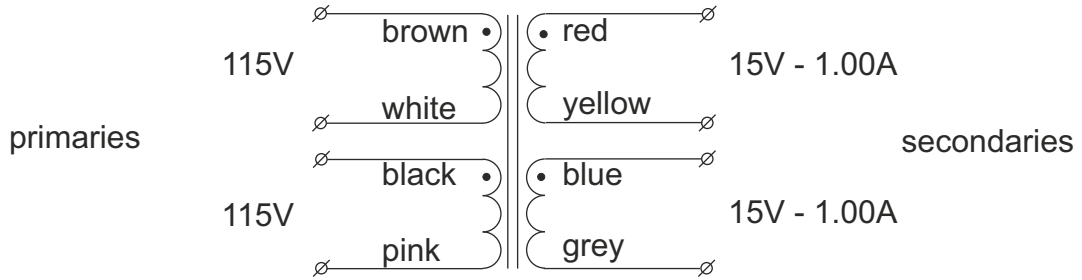 brown
red
115V
15V - 1.00A
white
yellow
primaries
secondaries
black
blue
115V
15V - 1.00A
pink
grey